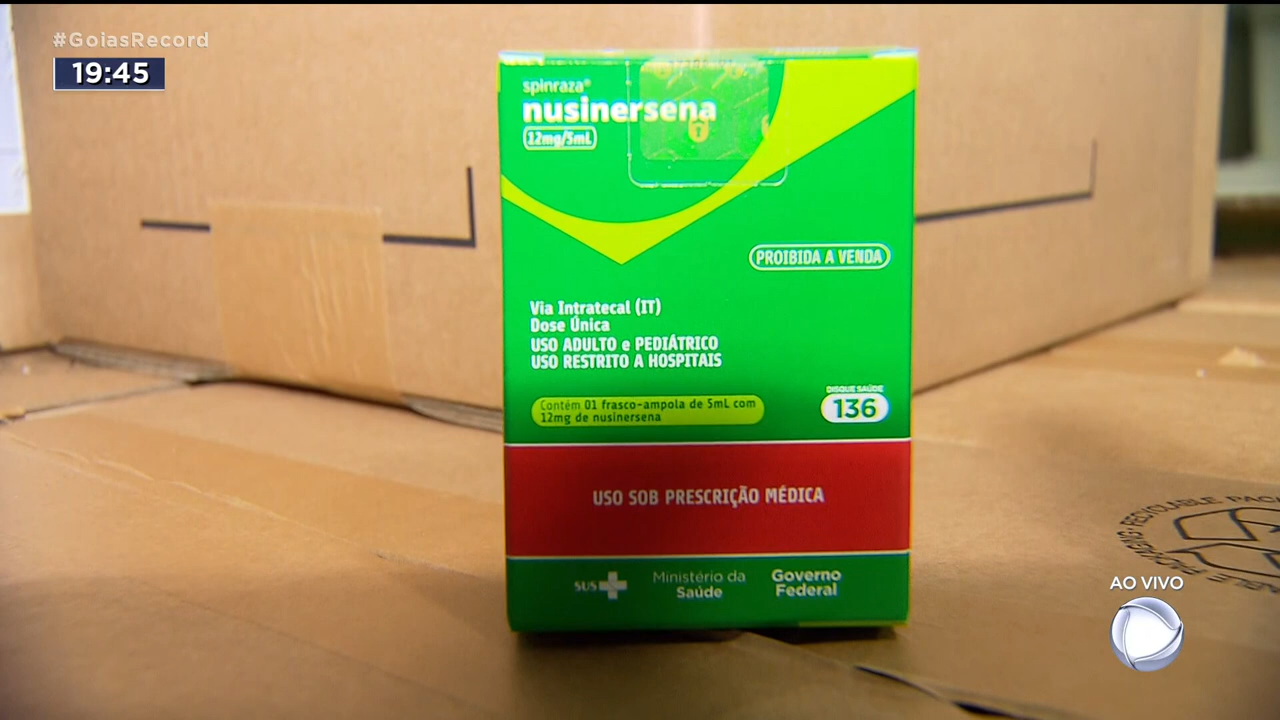 #GoiasRecord
19:45
spinraza®
nusinersena
12mg/5mL
PROIBIDA A VENDA
Via Intratecal (IT)
Dose Única
USO ADULTO e PEDIÁTRICO
USO RESTRITO A HOSPITAIS
Contém 01 frasco-ampola de 5mL com
12mg de nusinersena
DISQUE SAÚDE
136
USO SOB PRESCRIÇÃO MÉDICA
SUS
Ministério da
Saúde
Governo
Federal
RECYCLABLE
AO VIVO